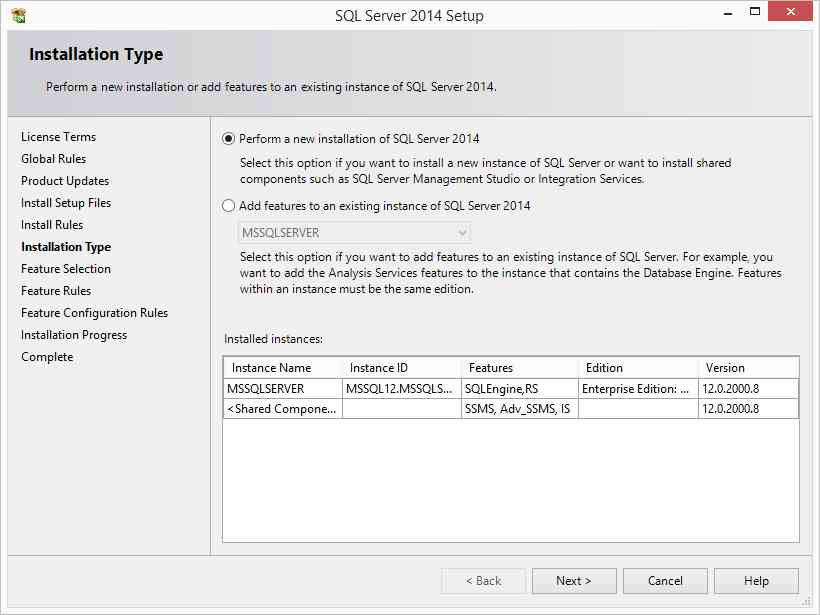 SQL Server 2014 Setup
Installation Type
Perform a new installation or add features to an existing instance of SQL Server 2014.
License Terms
Global Rules
Product Updates
Install Setup Files
Install Rules
Installation Type
Feature Selection
Feature Rules
Feature Configuration Rules
Installation Progress
Complete
Perform a new installation of SQL Server 2014
Select this option if you want to install a new instance of SQL Server or want to install shared
components such as SQL Server Management Studio or Integration Services.
Add features to an existing instance of SQL Server 2014
MSSQLSERVER
Select this option if you want to add features to an existing instance of SQL Server. For example, you
want to add the Analysis Services features to the instance that contains the Database Engine. Features
within an instance must be the same edition.
Installed instances:
Instance Name Instance ID Features Edition Version
MSSQLSERVER MSSQL12.MSSQLS... SQLEngine,RS Enterprise Edition: ... 12.0.2000.8
<Shared Compone... SSMS, Adv_SSMS, IS 12.0.2000.8
< Back Next > Cancel Help